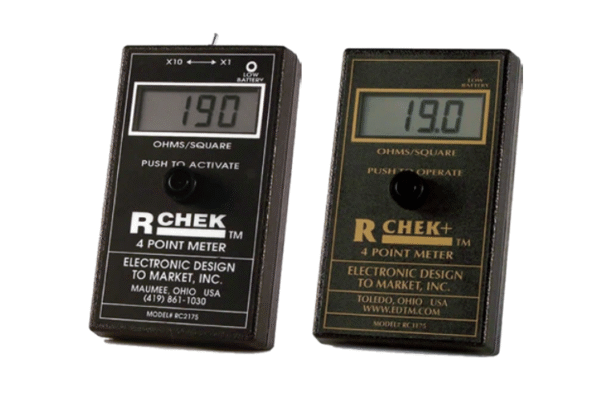 X10 ↔ X1
LOW
BATTERY
190
OHMS/SQUARE
PUSH TO ACTIVATE
R CHEK TM
4 POINT METER
ELECTRONIC DESIGN
TO MARKET, INC.
MAUMEE, OHIO USA
(419) 861-1030
MODEL# RC2175
LOW
BATTERY
19.0
OHMS/SQUARE
PUSH TO OPERATE
R CHEK+ TM
4 POINT METER
ELECTRONIC DESIGN
TO MARKET, INC.
TOLEDO, OHIO USA
WWW.EDTM.COM
MODEL# RC3175